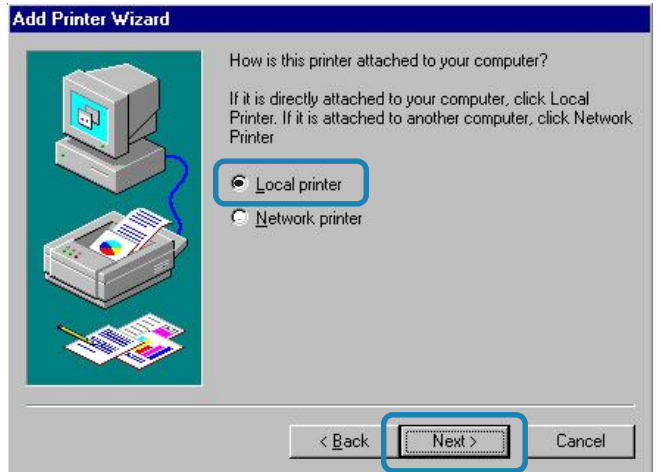 Add Printer Wizard
How is this printer attached to your computer?
If it is directly attached to your computer, click Local
Printer. If it is attached to another computer, click Network
Printer
Local printer
Network printer
< Back
Next >
Cancel